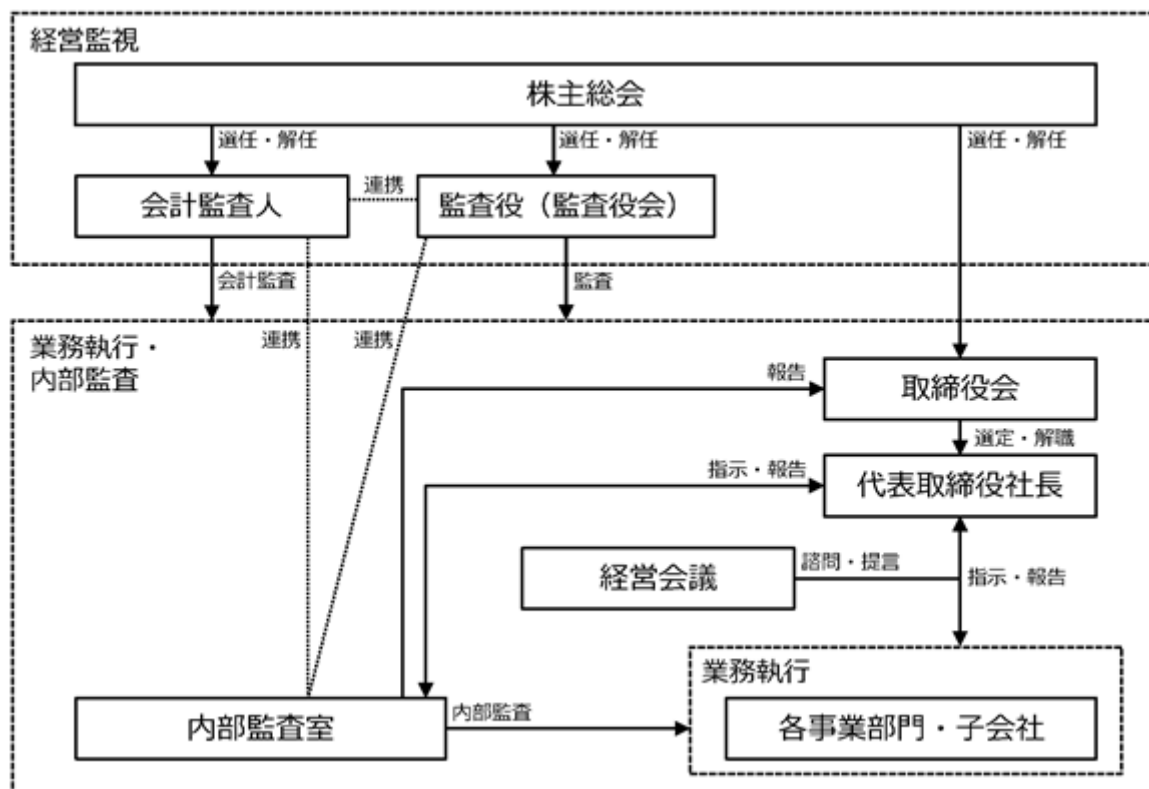 経営監視
株主総会
選任・解任
選任・解任
選任・解任
会計監査人
連携
監査役（監査役会）
会計監査
監査
業務執行・
内部監査
連携
連携
報告
取締役会
選定・解職
指示・報告
代表取締役社長
経営会議
諮問・提言
指示・報告
業務執行
内部監査室
内部監査
各事業部門・子会社